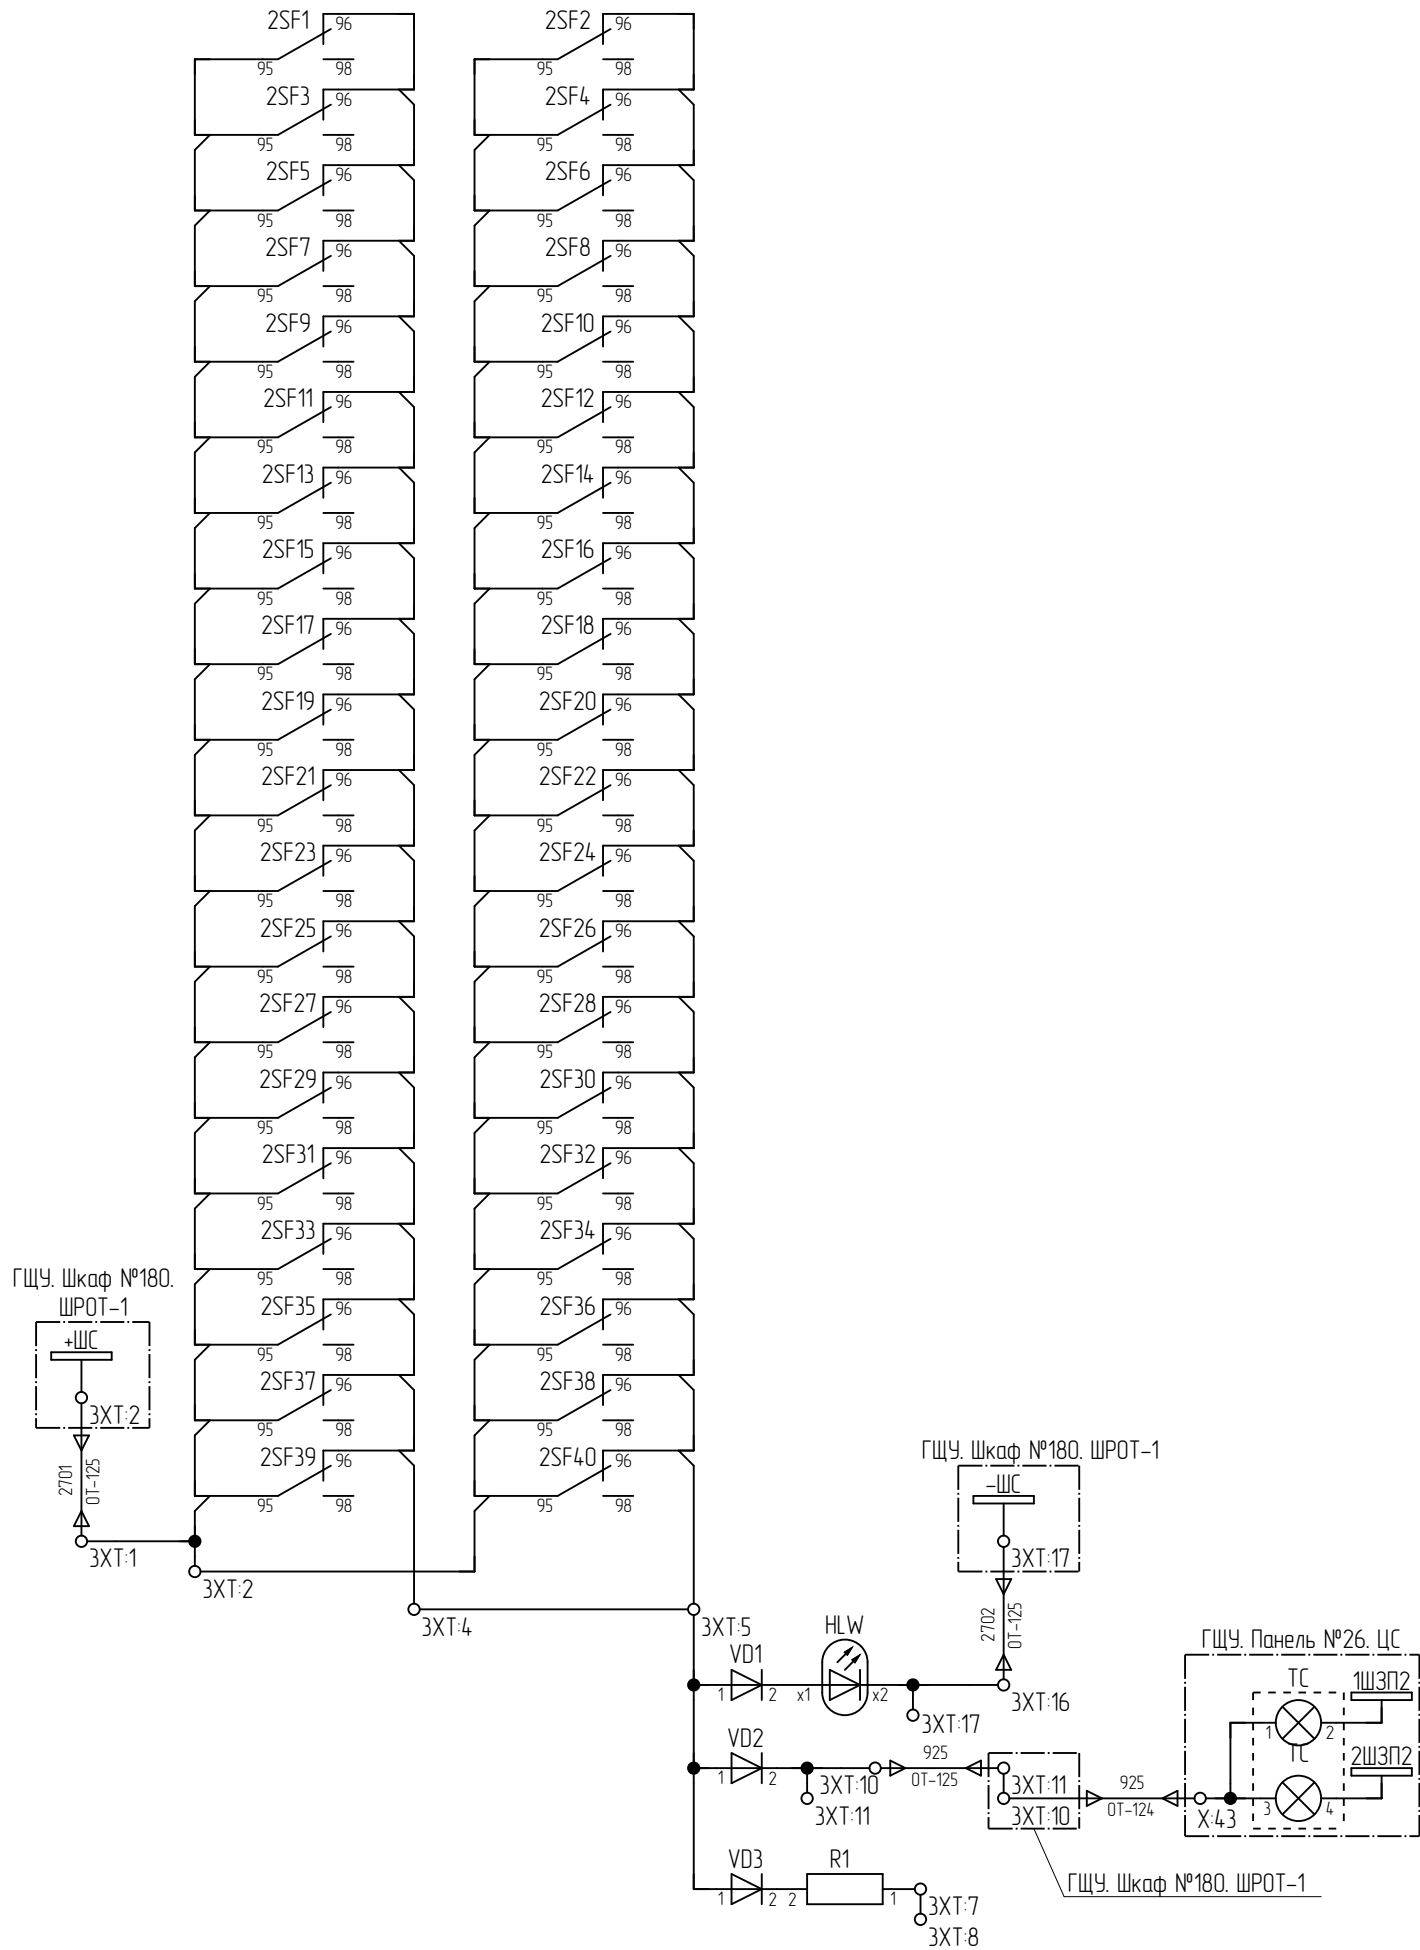 2SF1 96 2SF2 96
95 98 95 98
2SF3 96 2SF4 96
95 98 95 98
2SF5 96 2SF6 96
95 98 95 98
2SF7 96 2SF8 96
95 98 95 98
2SF9 96 2SF10 96
95 98 95 98
2SF11 96 2SF12 96
95 98 95 98
2SF13 96 2SF14 96
95 98 95 98
2SF15 96 2SF16 96
95 98 95 98
2SF17 96 2SF18 96
95 98 95 98
2SF19 96 2SF20 96
95 98 95 98
2SF21 96 2SF22 96
95 98 95 98
2SF23 96 2SF24 96
95 98 95 98
2SF25 96 2SF26 96
95 98 95 98
2SF27 96 2SF28 96
95 98 95 98
2SF29 96 2SF30 96
95 98 95 98
2SF31 96 2SF32 96
95 98 95 98
2SF33 96 2SF34 96
95 98 95 98
2SF35 96 2SF36 96
95 98 95 98
2SF37 96 2SF38 96
95 98 95 98
2SF39 96 2SF40 96
95 98 95 98
ГЩУ. Шкаф №180.
ШРОТ-1
+ШС
3XT:2
2701
ОТ-125
3XT:1
3XT:2
3XT:4
3XT:5
ГЩУ. Шкаф №180. ШРОТ-1
-ШС
3XT:17
2702
ОТ-125
VD1 HLW
1 2 x1 x2
3XT:17
3XT:16
VD2
1 2
3XT:10
3XT:11
925
ОТ-125
3XT:11
3XT:10
925
ОТ-124
ГЩУ. Панель №26. ЦС
ТС 1ШЗП2
1 2
ТС 2ШЗП2
3 4
X:43
VD3 R1
1 2 2 1
3XT:7
3XT:8
ГЩУ. Шкаф №180. ШРОТ-1